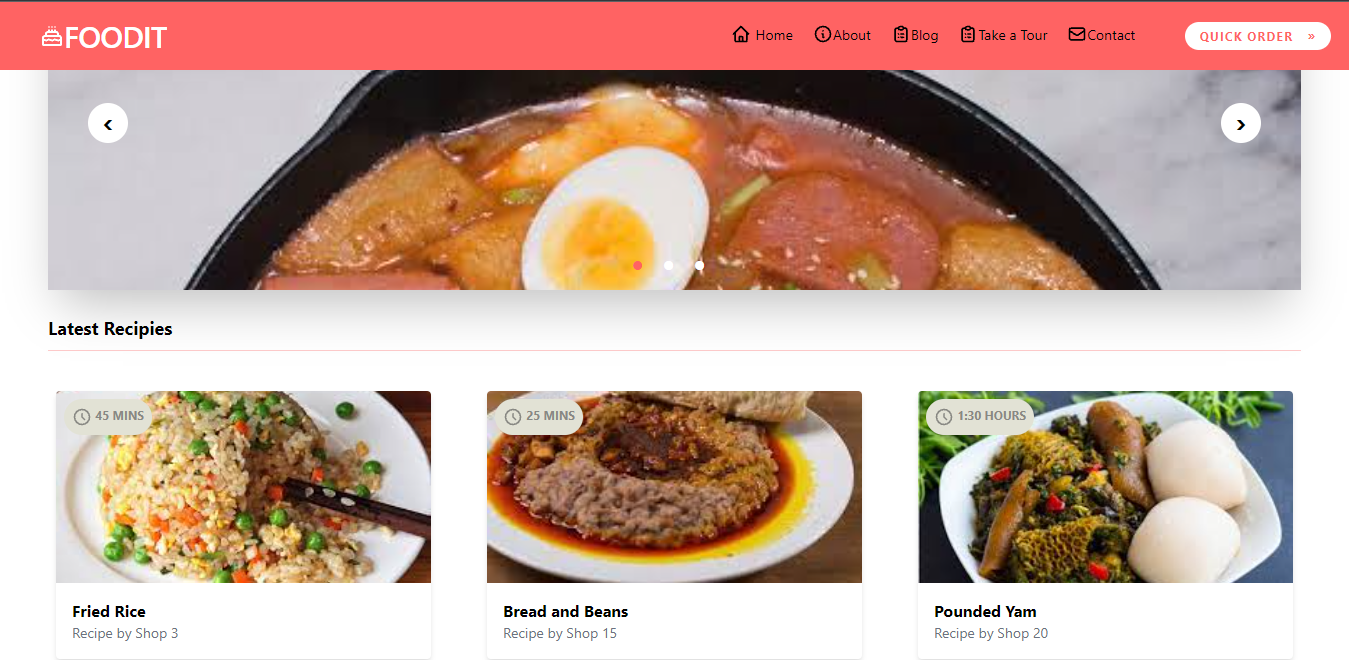 FOODIT
Home About Blog Take a Tour Contact QUICK ORDER »
‹ ›
Latest Recipies
45 MINS
25 MINS
1:30 HOURS
Fried Rice
Recipe by Shop 3
Bread and Beans
Recipe by Shop 15
Pounded Yam
Recipe by Shop 20